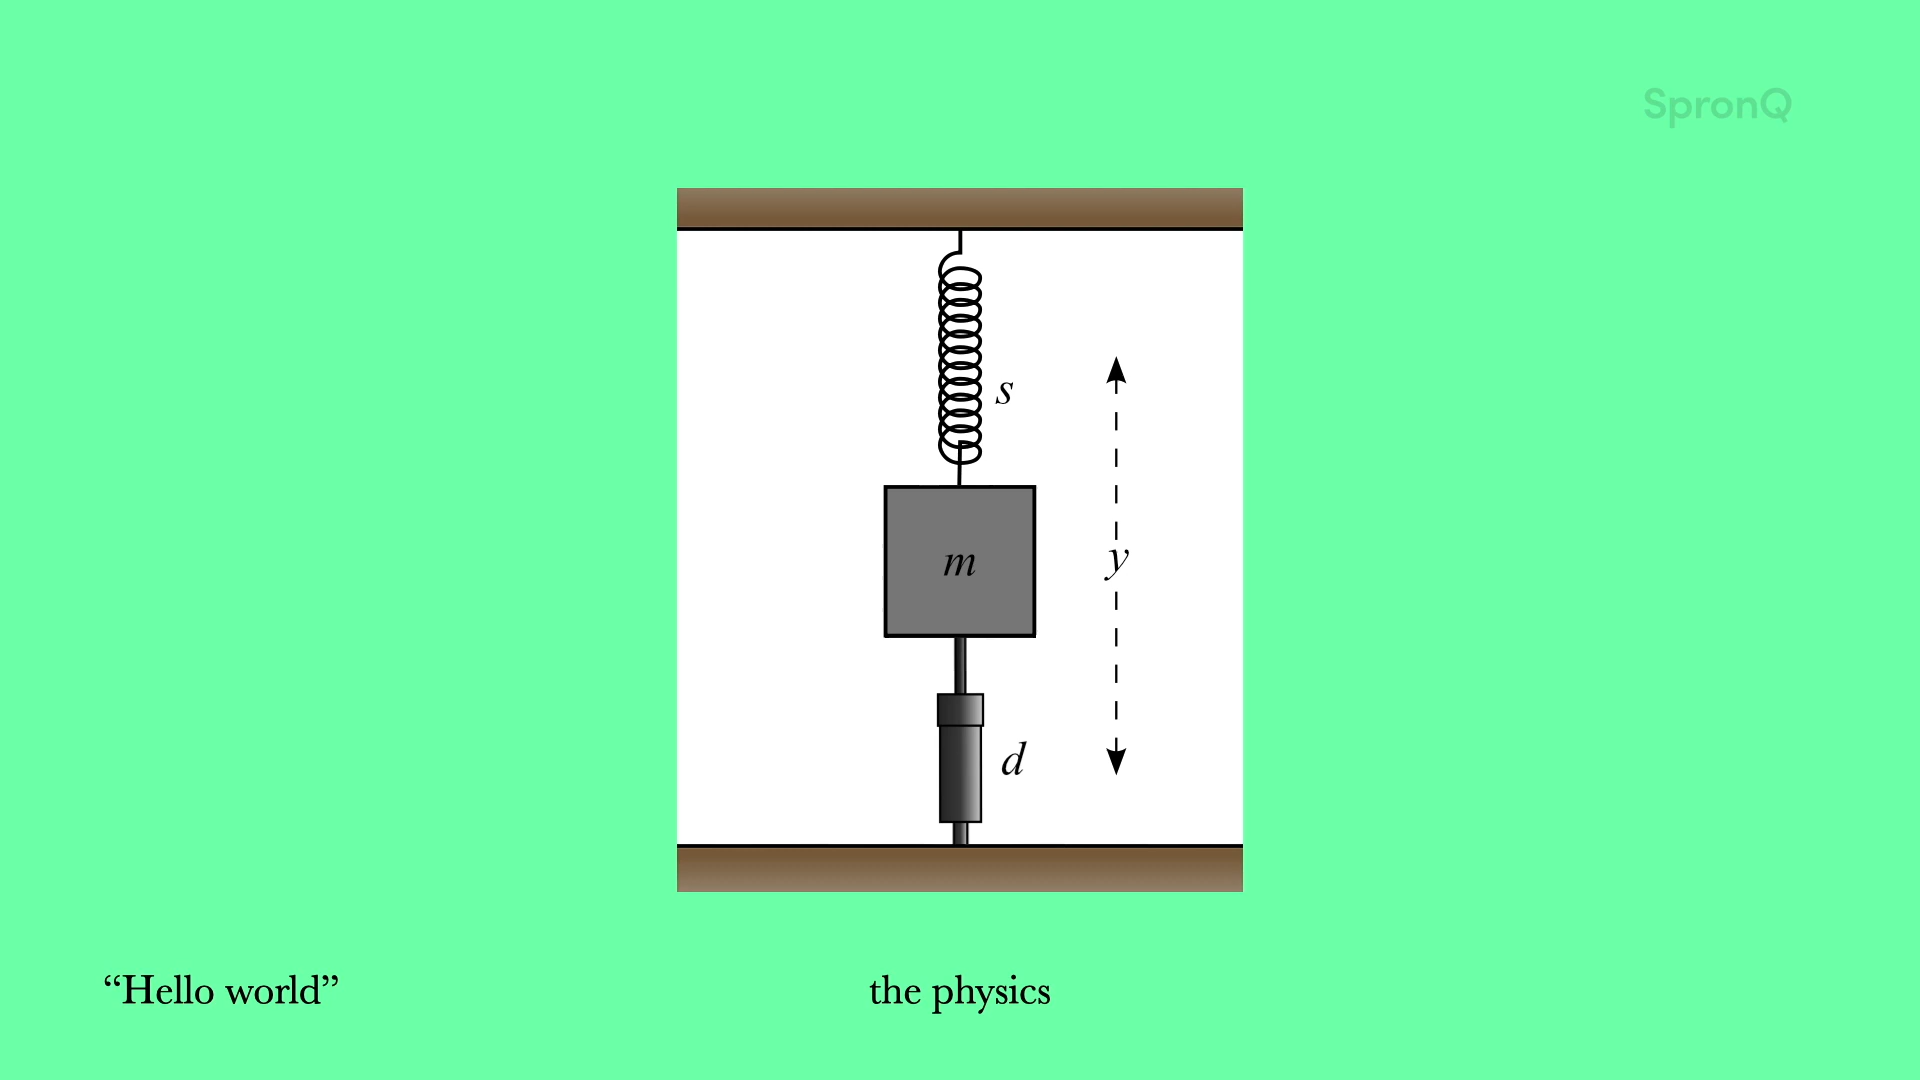 SpronQ
s
m
y
d
“Hello world”
the physics